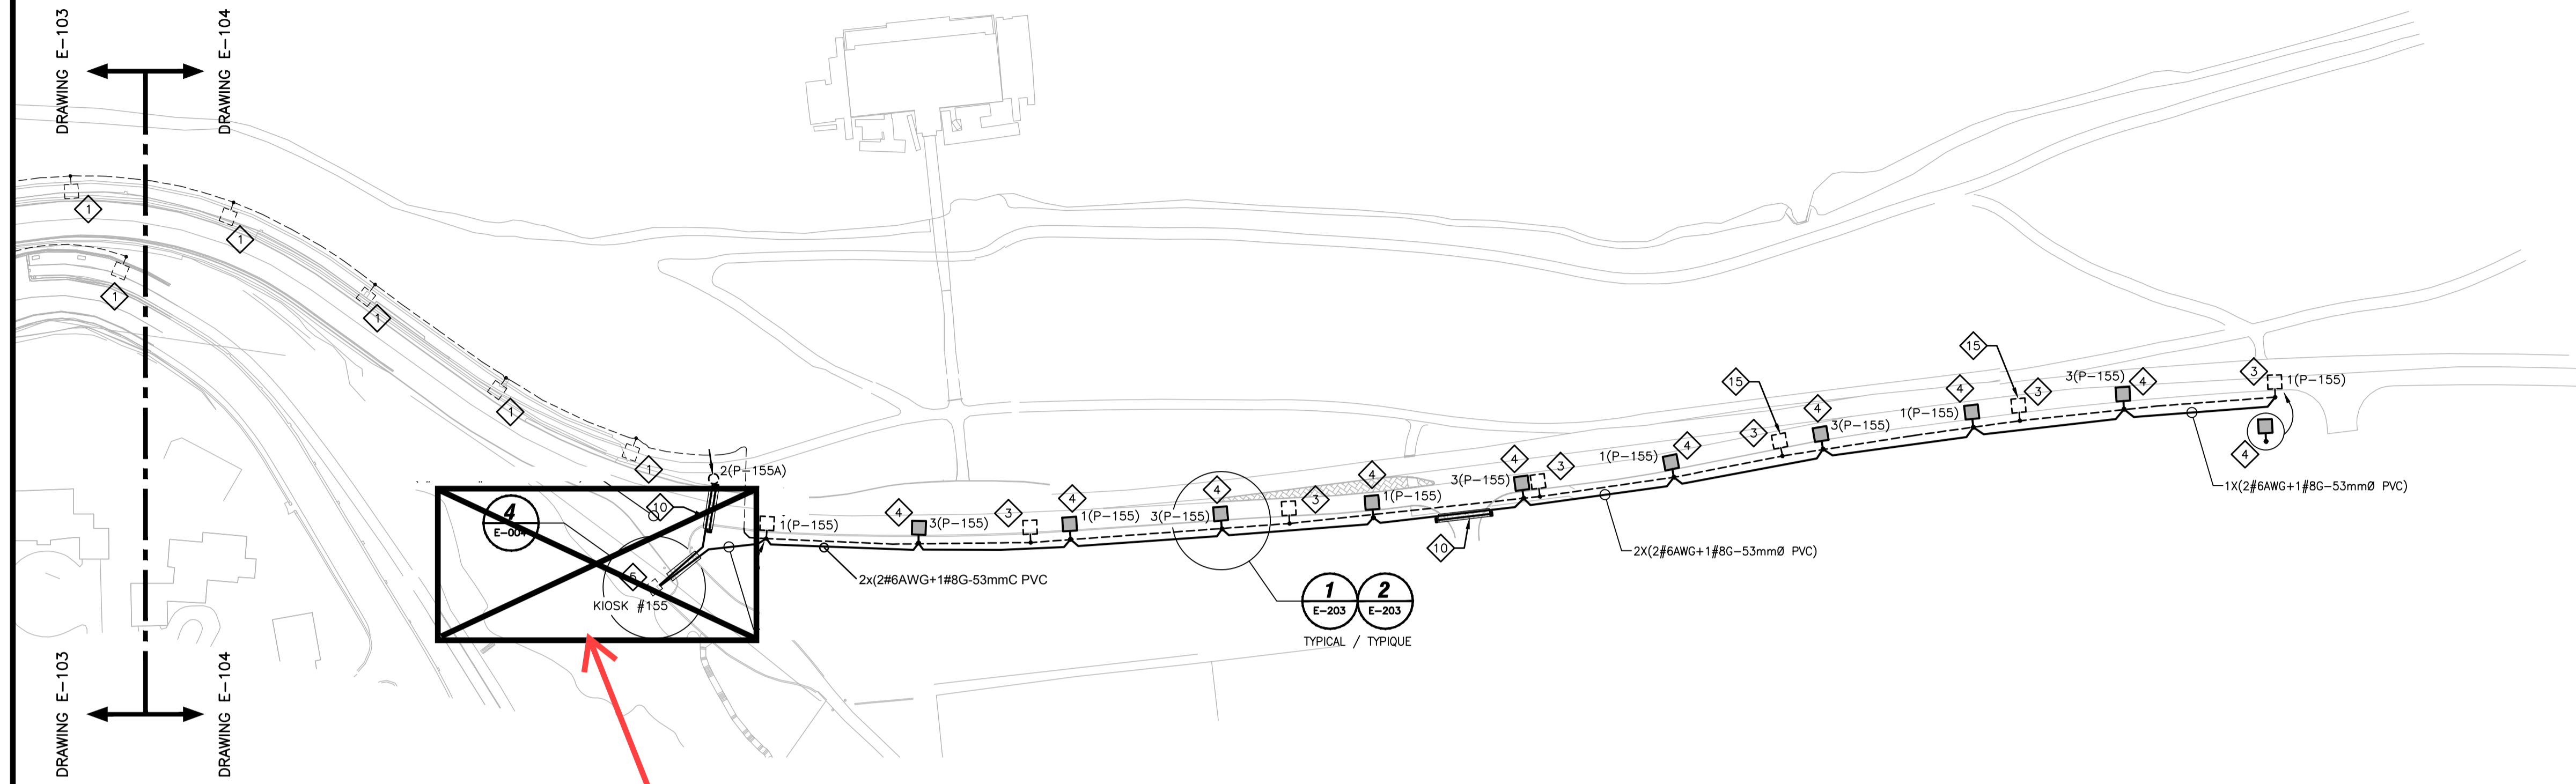 DRAWING E-103
DRAWING E-104
1
1
1
1
1
1
2(P-155A)
10
4
E-004
5
KIOSK #155
1(P-155)
4
3(P-155)
3
4
1(P-155)
4
3(P-155)
3
4
1(P-155)
4
3(P-155)
3
1(P-155)
4
15
3
4
3(P-155)
15
4
1(P-155)
3
3(P-155)
4
3
1(P-155)
4
10
2x(2#6AWG+1#8G-53mmC PVC
2X(2#6AWG+1#8G-53mmØ PVC)
1X(2#6AWG+1#8G-53mmØ PVC)
1
E-203
2
E-203
TYPICAL / TYPIQUE
DRAWING E-103
DRAWING E-104